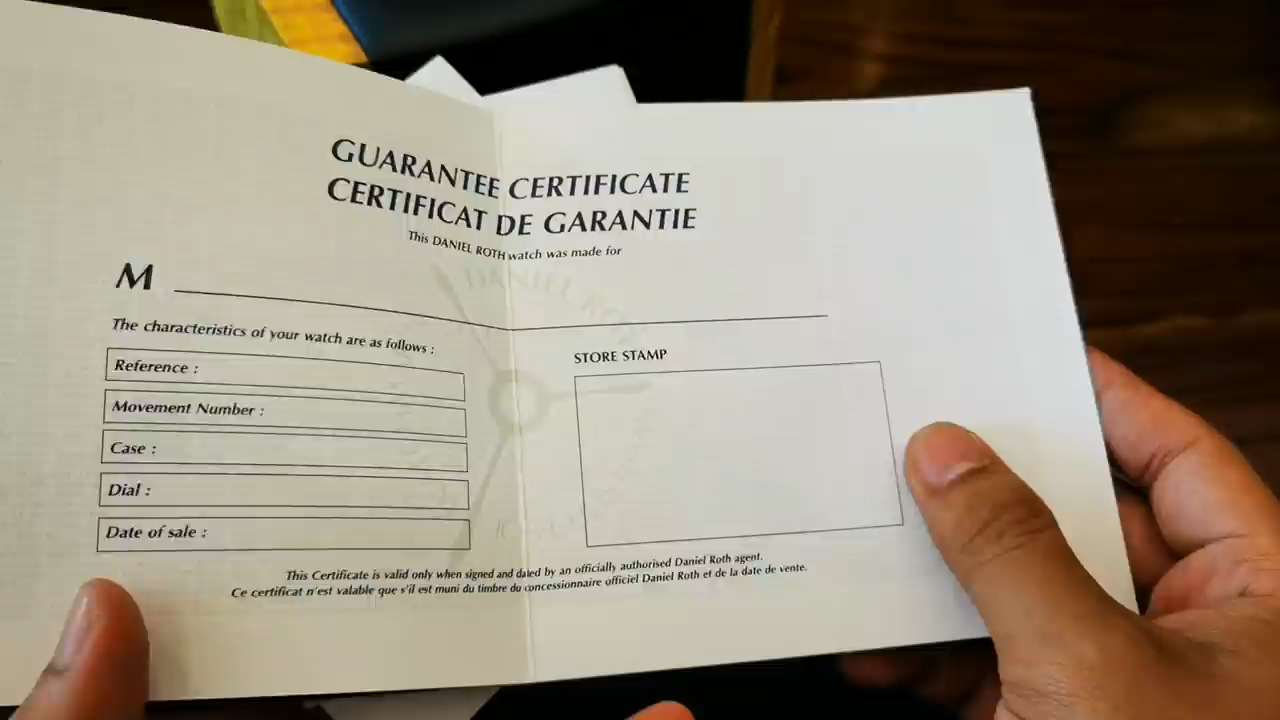 GUARANTEE CERTIFICATE
CERTIFICAT DE GARANTIE
This DANIEL ROTH watch was made for
M
The characteristics of your watch are as follows :
Reference :
Movement Number :
Case :
Dial :
Date of sale :
STORE STAMP
This Certificate is valid only when signed and dated by an officially authorised Daniel Roth agent.
Ce certificat n'est valable que s'il est muni du timbre du concessionnaire officiel Daniel Roth et de la date de vente.
DANIEL ROTH